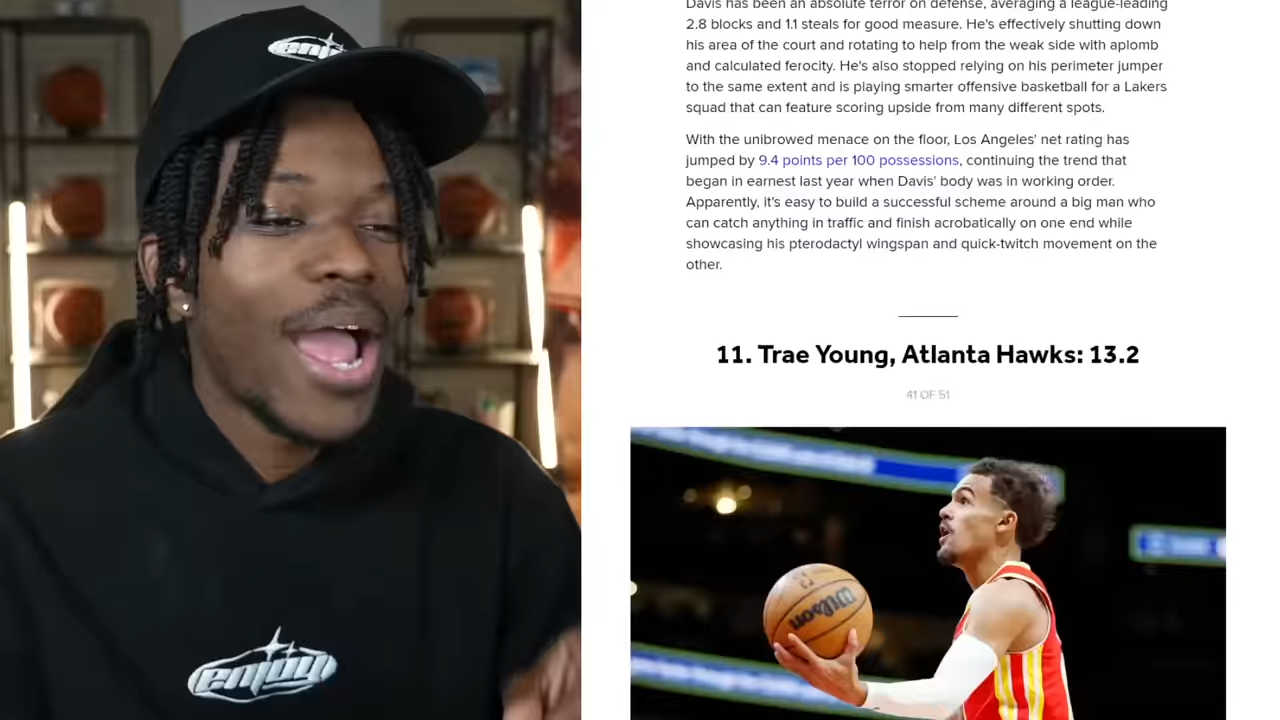 enjoy
enjoy
Davis has been an absolute terror on defense, averaging a league-leading
2.8 blocks and 1.1 steals for good measure. He's effectively shutting down
his area of the court and rotating to help from the weak side with aplomb
and calculated ferocity. He's also stopped relying on his perimeter jumper
to the same extent and is playing smarter offensive basketball for a Lakers
squad that can feature scoring upside from many different spots.
With the unibrowed menace on the floor, Los Angeles' net rating has
jumped by 9.4 points per 100 possessions, continuing the trend that
began in earnest last year when Davis' body was in working order.
Apparently, it's easy to build a successful scheme around a big man who
can catch anything in traffic and finish acrobatically on one end while
showcasing his pterodactyl wingspan and quick-twitch movement on the
other.
11. Trae Young, Atlanta Hawks: 13.2
41 OF 51
Wilson